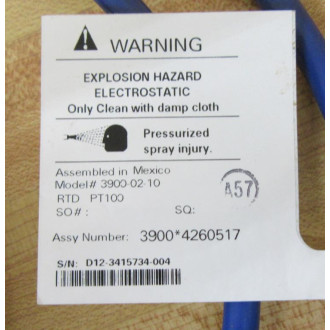 WARNING
EXPLOSION HAZARD
ELECTROSTATIC
Only Clean with damp cloth
Pressurized
spray injury.
Assembled in Mexico
Model# 3900-02-10
RTD PT100
SO# : SQ:
A57
Assy Number: 3900*4260517
S/N: D12-3415734-004